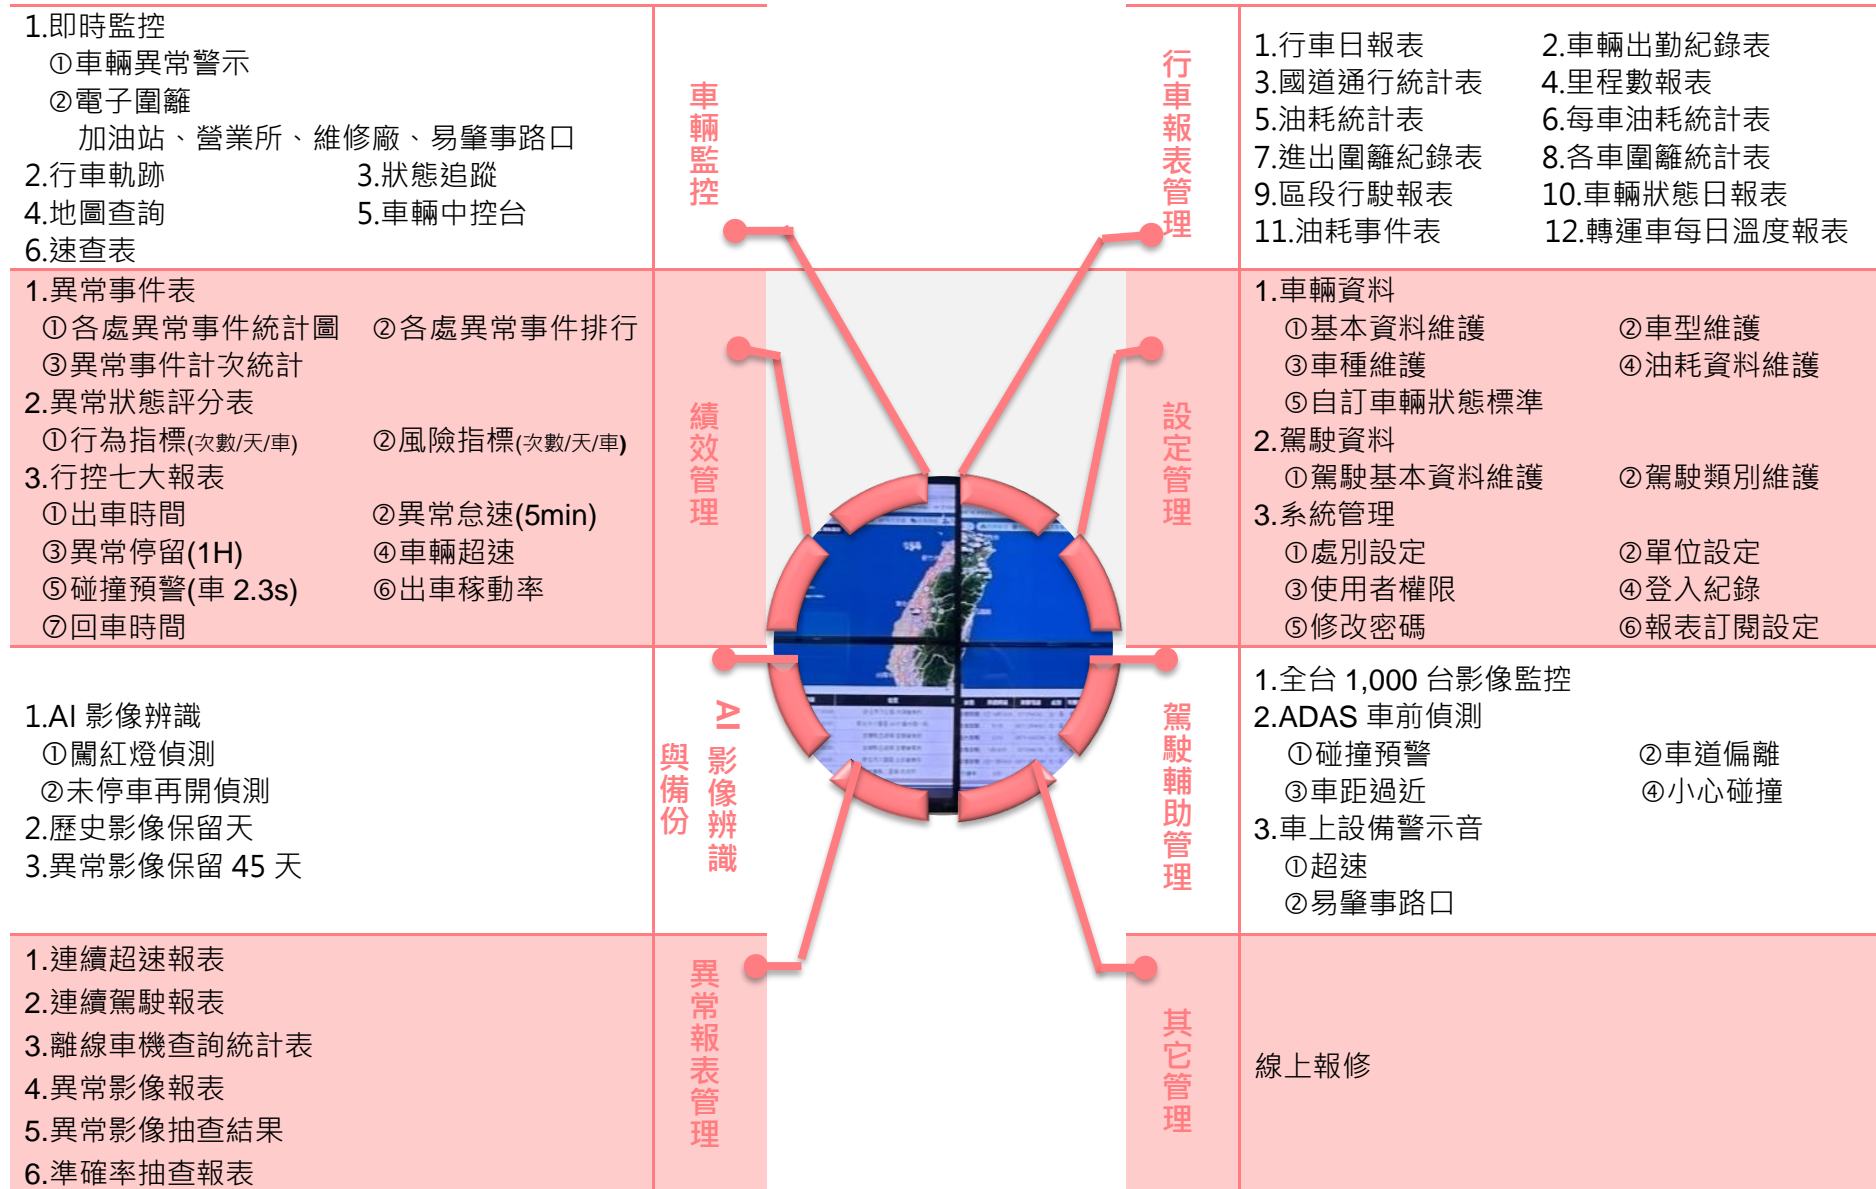 1.即時監控
①車輛異常警示
②電子圍籬
加油站、營業所、維修廠、易肇事路口
2.行車軌跡 3.狀態追蹤
4.地圖查詢 5.車輛中控台
6.速查表
車輛監控
行車報表管理
1.行車日報表 2.車輛出勤紀錄表
3.國道通行統計表 4.里程數報表
5.油耗統計表 6.每車油耗統計表
7.進出圍籬紀錄表 8.各車圍籬統計表
9.區段行駛報表 10.車輛狀態日報表
11.油耗事件表 12.轉運車每日溫度報表
1.異常事件表
①各處異常事件統計圖 ②各處異常事件排行
③異常事件計次統計
2.異常狀態評分表
①行為指標(次數/天/車) ②風險指標(次數/天/車)
3.行控七大報表
①出車時間 ②異常怠速(5min)
③異常停留(1H) ④車輛超速
⑤碰撞預警(車 2.3s) ⑥出車稼動率
⑦回車時間
績效管理
設定管理
1.車輛資料
①基本資料維護 ②車型維護
③車種維護 ④油耗資料維護
⑤自訂車輛狀態標準
2.駕駛資料
①駕駛基本資料維護 ②駕駛類別維護
3.系統管理
①處別設定 ②單位設定
③使用者權限 ④登入紀錄
⑤修改密碼 ⑥報表訂閱設定
1.AI 影像辨識
①闖紅燈偵測
②未停車再開偵測
2.歷史影像保留天
3.異常影像保留 45 天
AI 影像辨識
與備份
駕駛輔助管理
1.全台 1,000 台影像監控
2.ADAS 車前偵測
①碰撞預警 ②車道偏離
③車距過近 ④小心碰撞
3.車上設備警示音
①超速
②易肇事路口
1.連續超速報表
2.連續駕駛報表
3.離線車機查詢統計表
4.異常影像報表
5.異常影像抽查結果
6.準確率抽查報表
異常報表管理
其它管理
線上報修